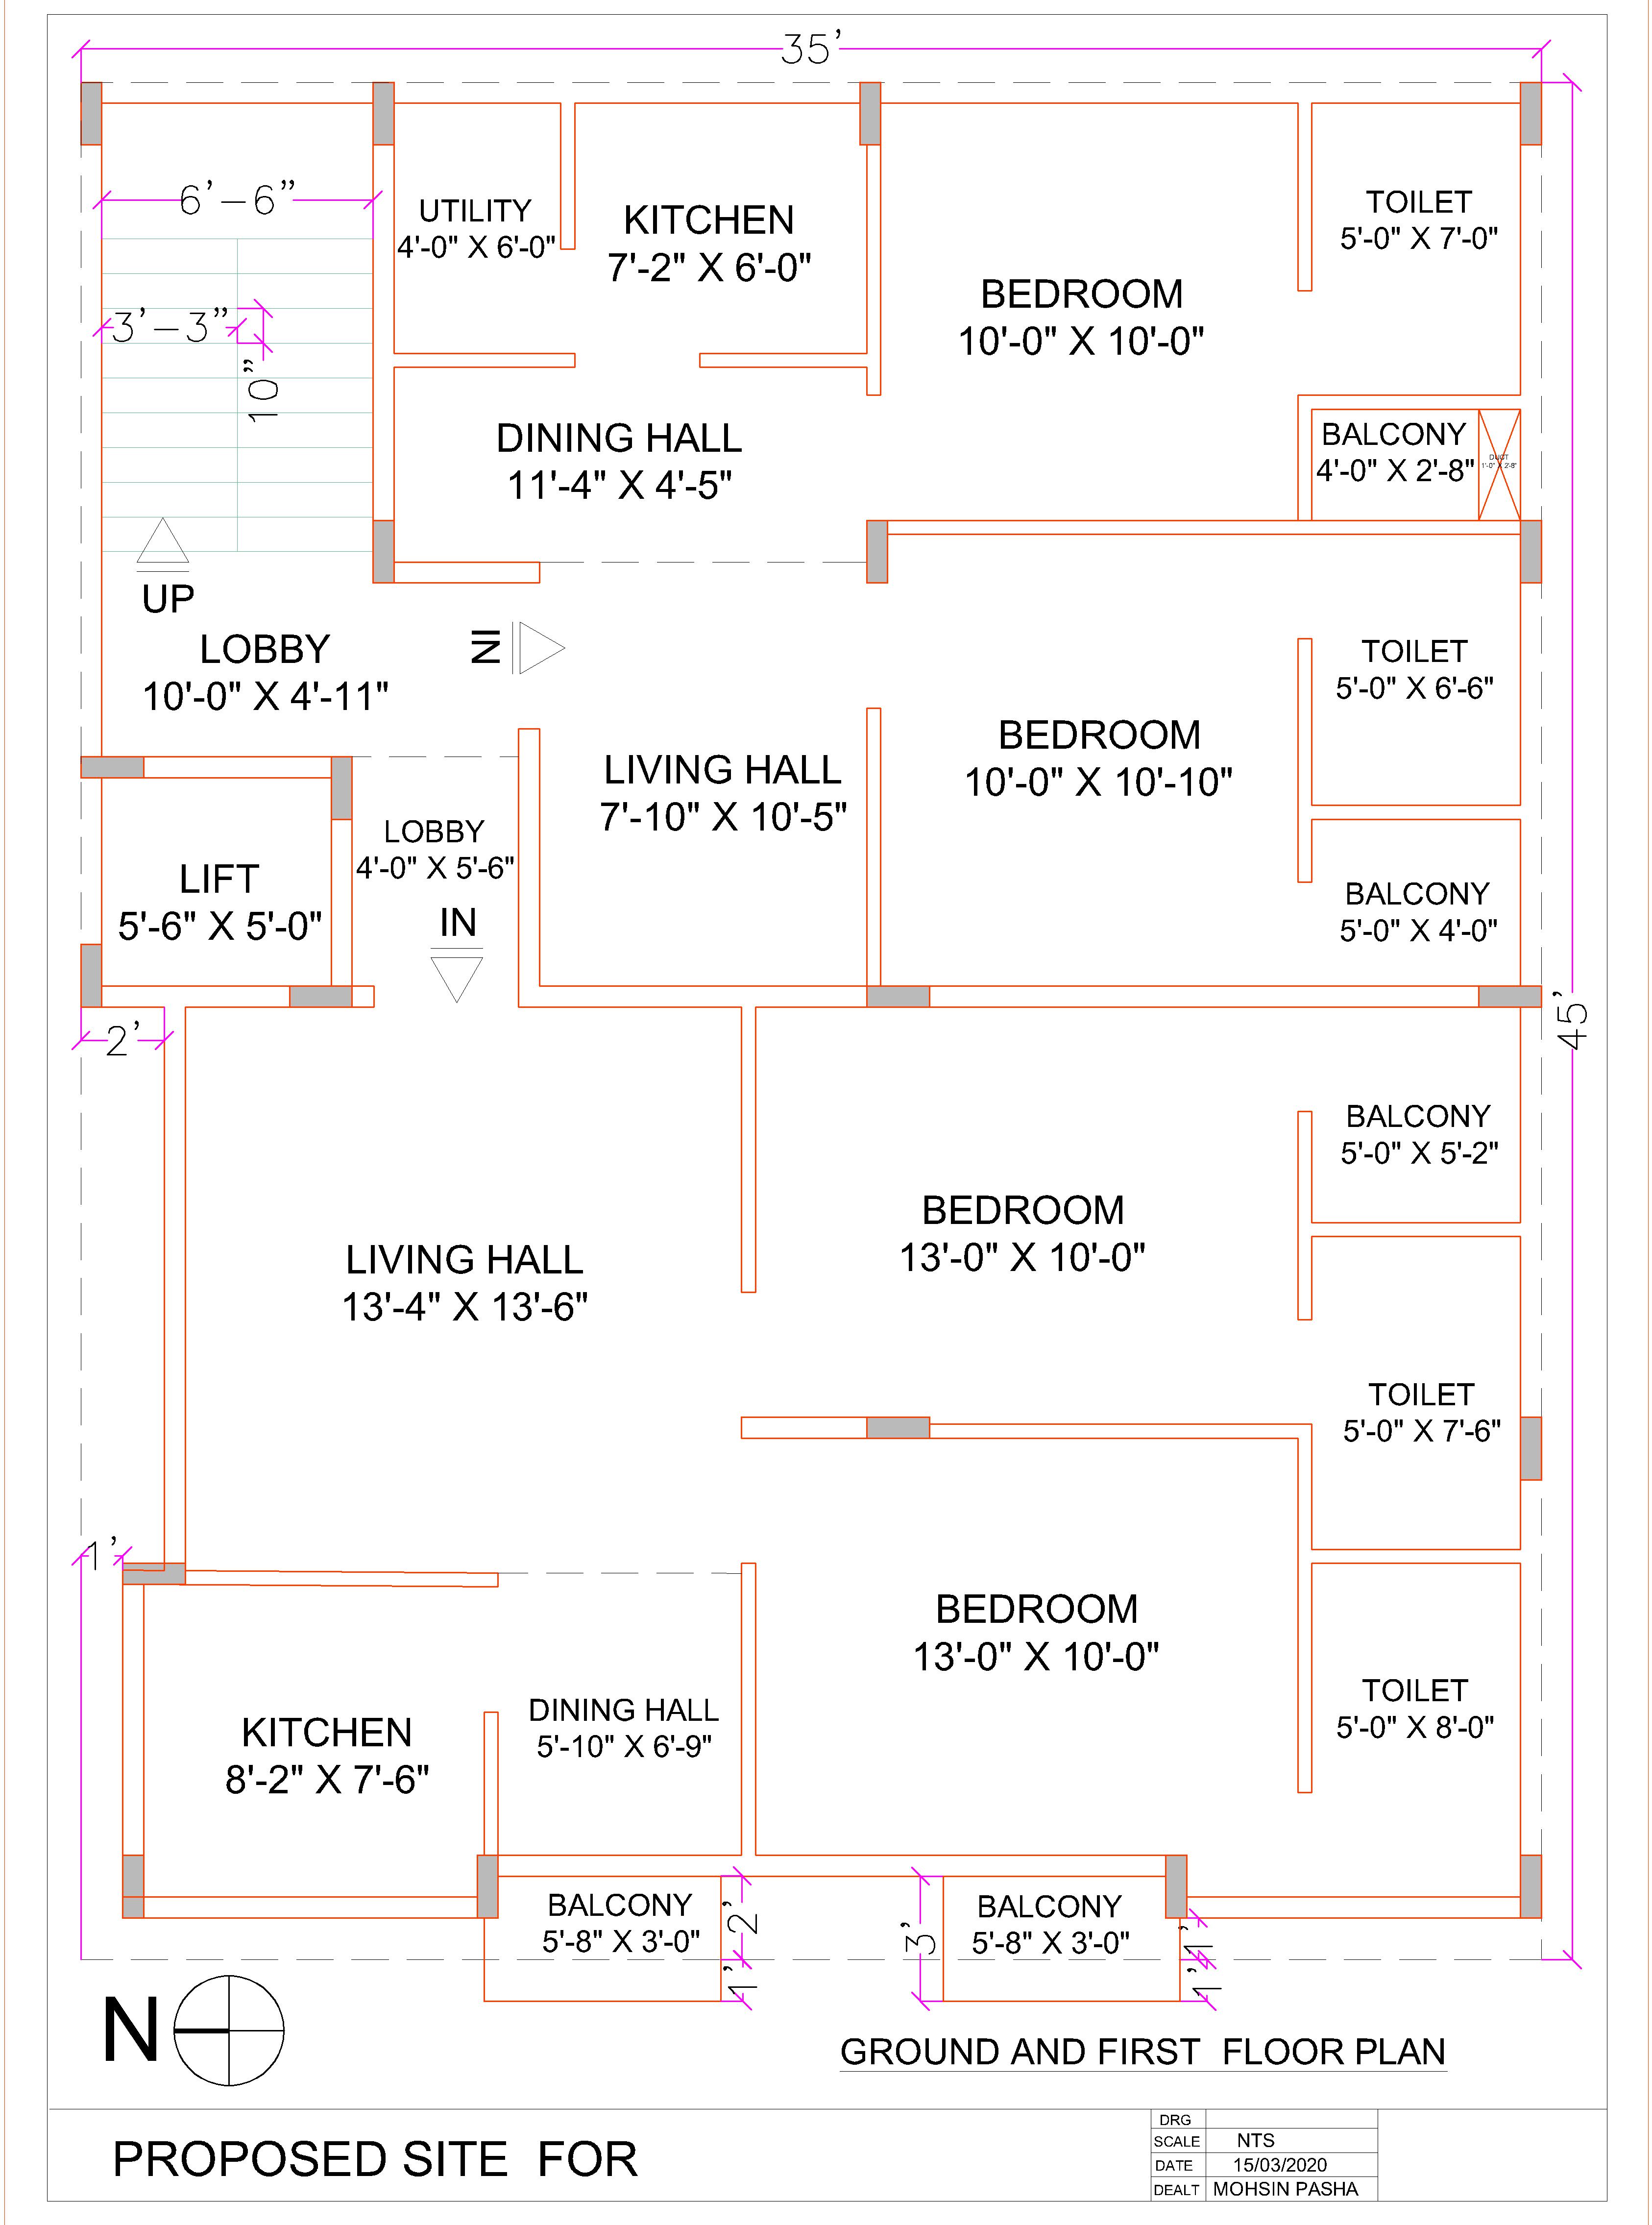 35'
6'-6"
UTILITY
4'-0" X 6'-0"
KITCHEN
7'-2" X 6'-0"
TOILET
5'-0" X 7'-0"
BEDROOM
10'-0" X 10'-0"
3'-3"
10"
DINING HALL
11'-4" X 4'-5"
BALCONY
4'-0" X 2'-8"
DUCT
1'-0" X 2'-8"
UP
LOBBY
10'-0" X 4'-11"
IN
TOILET
5'-0" X 6'-6"
BEDROOM
10'-0" X 10'-10"
LIVING HALL
7'-10" X 10'-5"
LOBBY
4'-0" X 5'-6"
IN
LIFT
5'-6" X 5'-0"
BALCONY
5'-0" X 4'-0"
45'
2'
BALCONY
5'-0" X 5'-2"
BEDROOM
13'-0" X 10'-0"
LIVING HALL
13'-4" X 13'-6"
TOILET
5'-0" X 7'-6"
1'
BEDROOM
13'-0" X 10'-0"
TOILET
5'-0" X 8'-0"
DINING HALL
5'-10" X 6'-9"
KITCHEN
8'-2" X 7'-6"
BALCONY
5'-8" X 3'-0"
2'
1'
3'
BALCONY
5'-8" X 3'-0"
1'
1'
N
GROUND AND FIRST FLOOR PLAN
PROPOSED SITE FOR
DRG
SCALE NTS
DATE 15/03/2020
DEALT MOHSIN PASHA